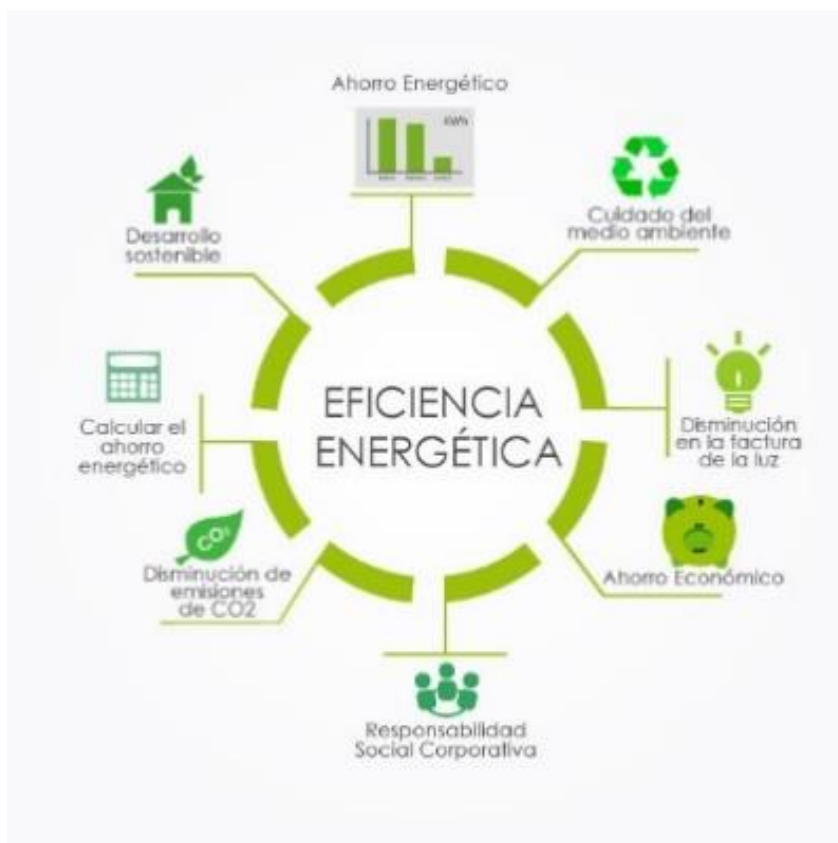 Ahorro Energético
kWh
Cuidado del
medio ambiente
Disminución
en la factura
de la luz
Ahorro Económico
Responsabilidad
Social Corporativa
CO²
Disminución de
emisiones
de CO2
Calcular el
ahorro
energético
Desarrollo
sostenible
EFICIENCIA
ENERGÉTICA